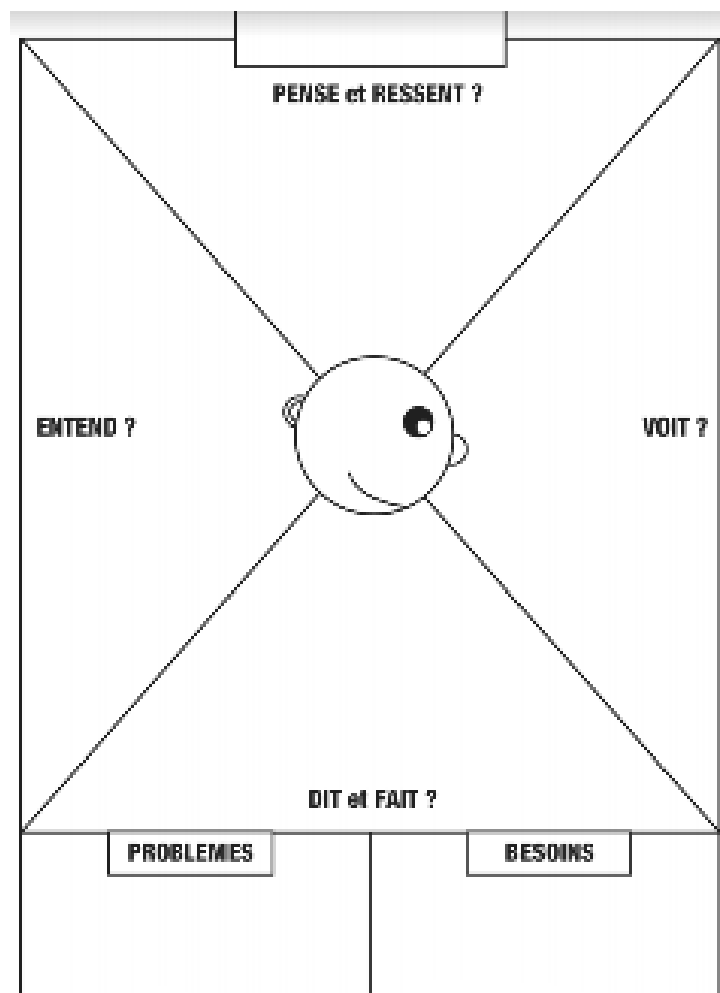 PENSE et RESSENT ?
ENTEND ?
VOIT ?
DIT et FAIT ?
PROBLEMES
BESOINS